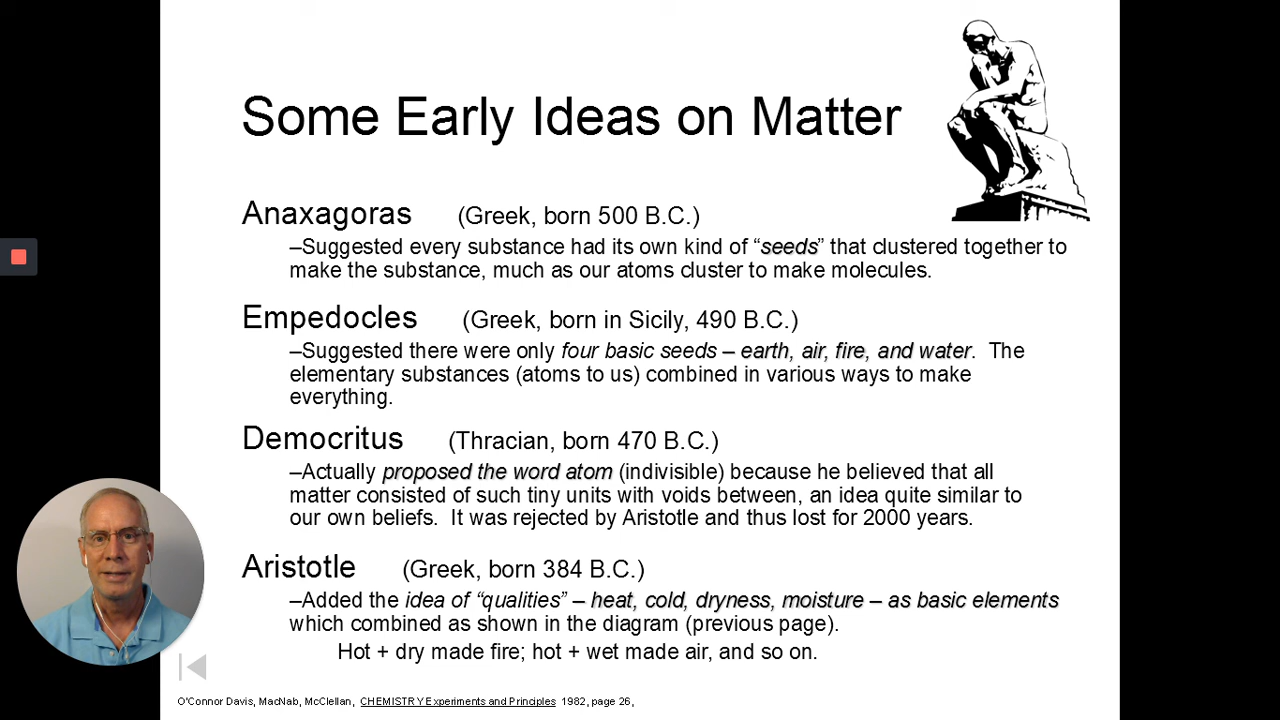 Some Early Ideas on Matter
Anaxagoras (Greek, born 500 B.C.)
–Suggested every substance had its own kind of “seeds” that clustered together to
make the substance, much as our atoms cluster to make molecules.
Empedocles (Greek, born in Sicily, 490 B.C.)
–Suggested there were only four basic seeds – earth, air, fire, and water. The
elementary substances (atoms to us) combined in various ways to make
everything.
Democritus (Thracian, born 470 B.C.)
–Actually proposed the word atom (indivisible) because he believed that all
matter consisted of such tiny units with voids between, an idea quite similar to
our own beliefs. It was rejected by Aristotle and thus lost for 2000 years.
Aristotle (Greek, born 384 B.C.)
–Added the idea of “qualities” – heat, cold, dryness, moisture – as basic elements
which combined as shown in the diagram (previous page).
Hot + dry made fire; hot + wet made air, and so on.
O'Connor Davis, MacNab, McClellan, CHEMISTRY Experiments and Principles 1982, page 26,